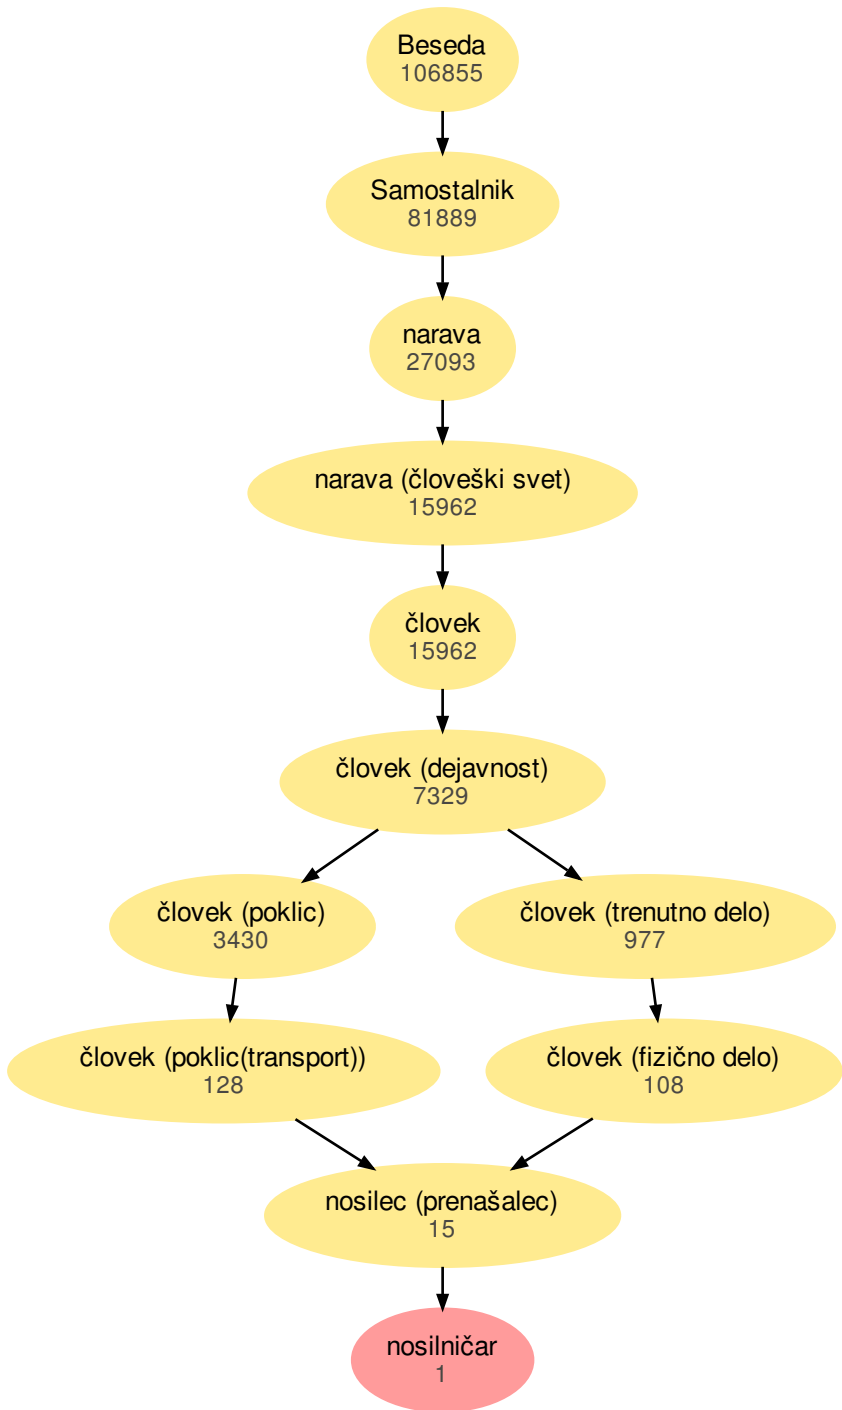 Beseda
106855
Samostalnik
81889
narava
27093
narava (človeški svet)
15962
človek
15962
človek (dejavnost)
7329
človek (poklic)
3430
človek (trenutno delo)
977
človek (poklic(transport))
128
človek (fizično delo)
108
nosilec (prenašalec)
15
nosilničar
1